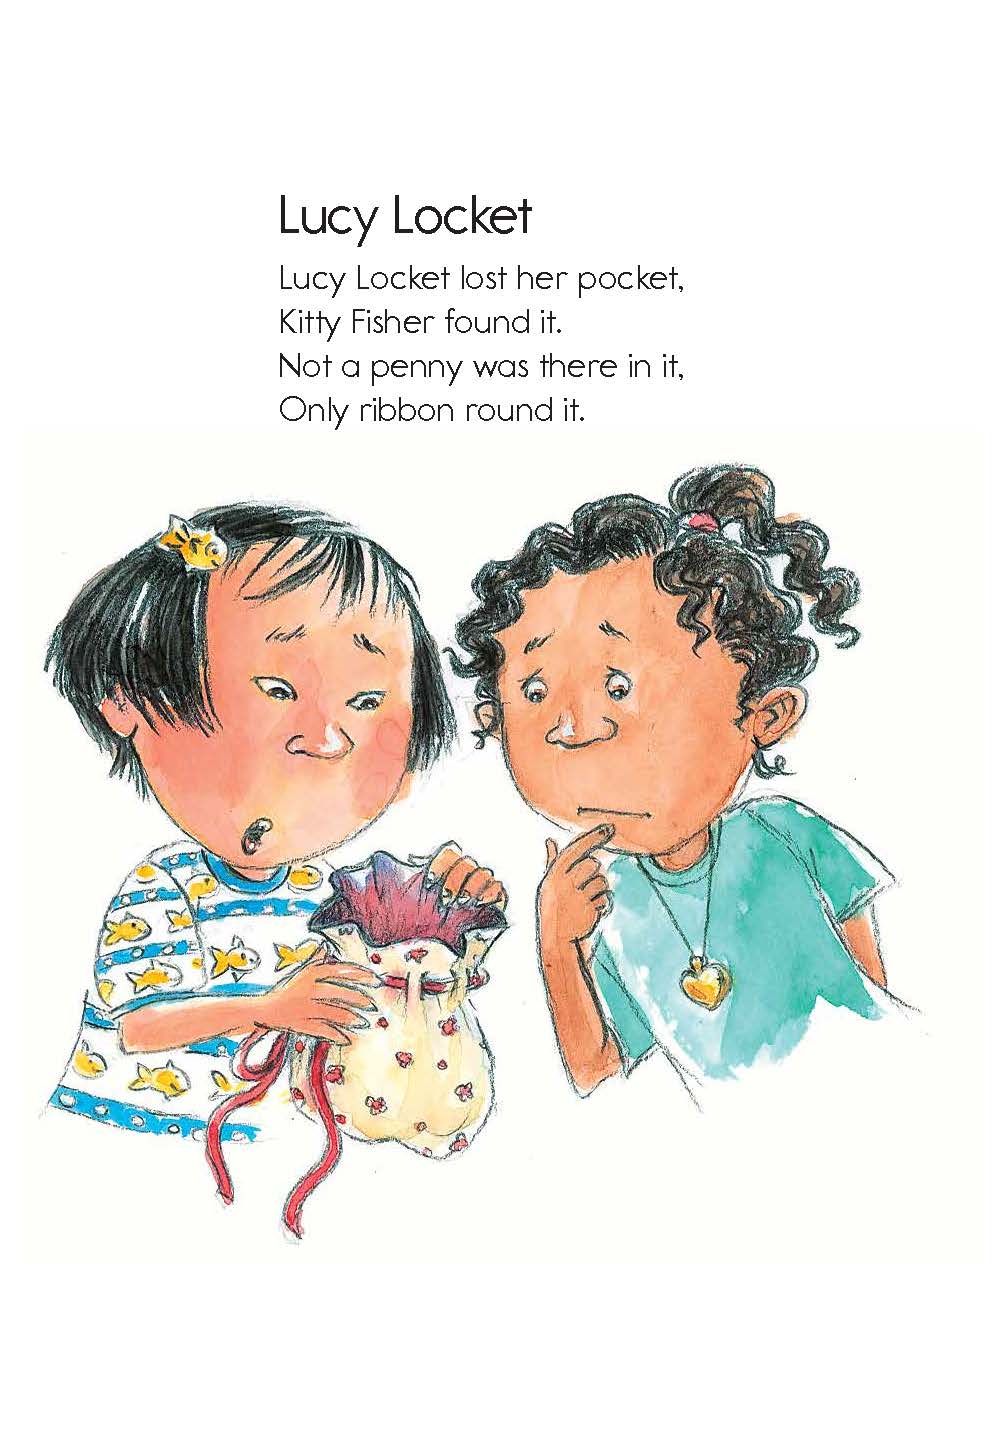 Lucy Locket
Lucy Locket lost her pocket,
Kitty Fisher found it.
Not a penny was there in it,
Only ribbon round it.